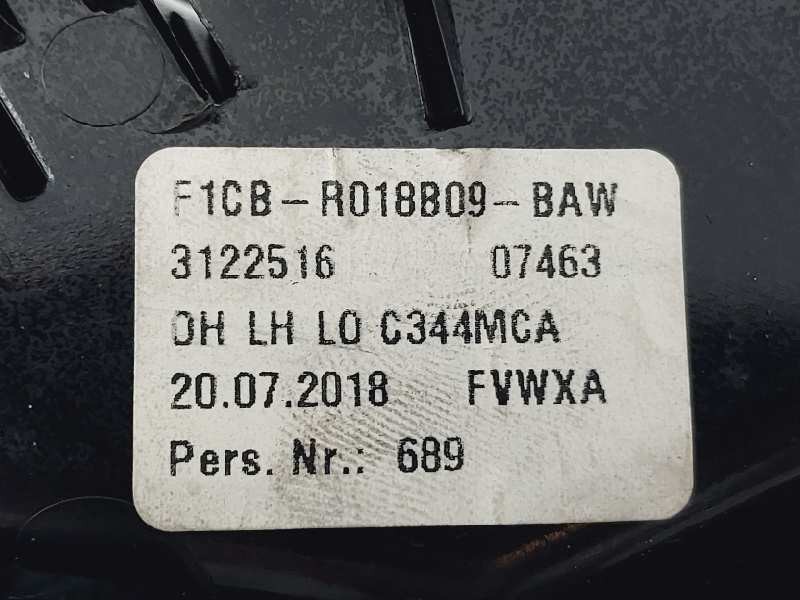 F1CB-R018B09-BAW
3122516 07463
DH LH LO C344MCA
20.07.2018 FVWXA
Pers. Nr.: 689